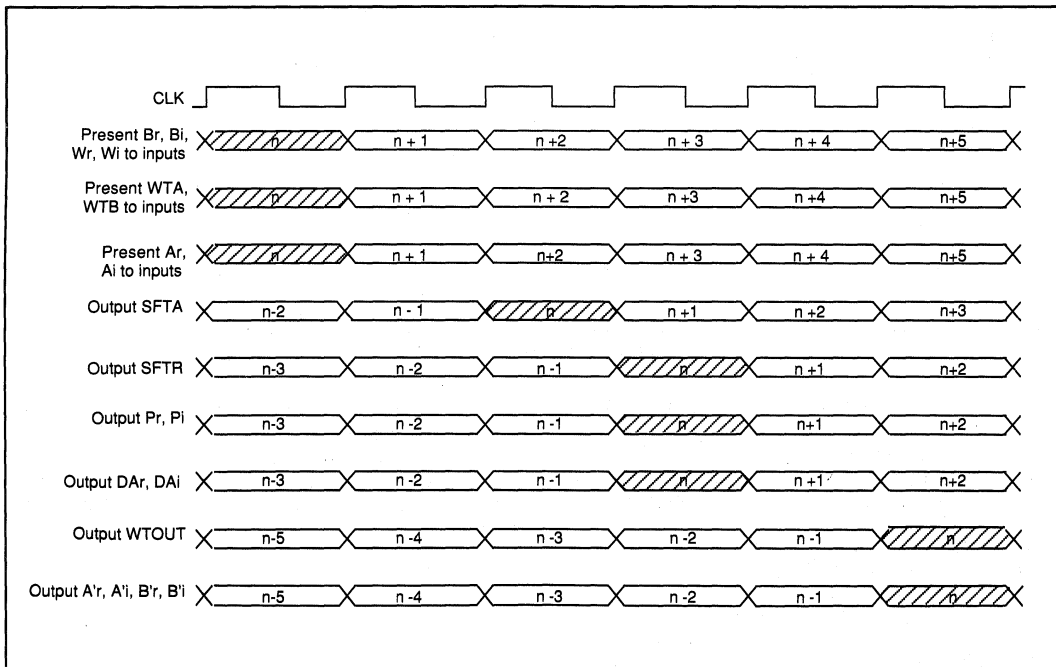 CLK
Present Br, Bi,
Wr, Wi to inputs
n n + 1 n +2 n + 3 n + 4 n+5
Present WTA,
WTB to inputs
n n + 1 n + 2 n +3 n +4 n+5
Present Ar,
Ai to inputs
n n + 1 n+2 n + 3 n + 4 n+5
Output SFTA n-2 n - 1 n n +1 n +2 n+3
Output SFTR n-3 n -2 n -1 n n +1 n+2
Output Pr, Pi n-3 n -2 n -1 n n+1 n+2
Output DAr, DAi n-3 n -2 n -1 n n +1 n+2
Output WTOUT n-5 n -4 n -3 n -2 n -1 n
Output A'r, A'i, B'r, B'i n-5 n -4 n -3 n -2 n -1 n